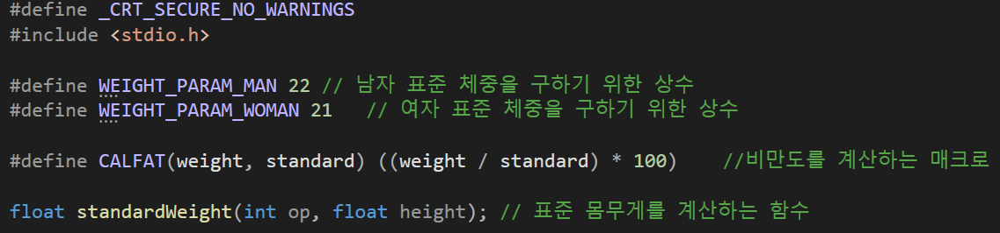 #define _CRT_SECURE_NO_WARNINGS
#include <stdio.h>
#define WEIGHT_PARAM_MAN 22 // 남자 표준 체중을 구하기 위한 상수
#define WEIGHT_PARAM_WOMAN 21 // 여자 표준 체중을 구하기 위한 상수
#define CALFAT(weight, standard) ((weight / standard) * 100) //비만도를 계산하는 매크로
float standardWeight(int op, float height); // 표준 몸무게를 계산하는 함수